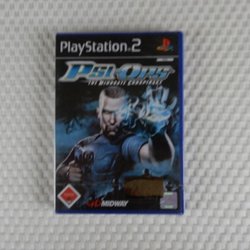 PlayStation 2
PSI-OPS
THE MINDGATE CONSPIRACY
MIDWAY